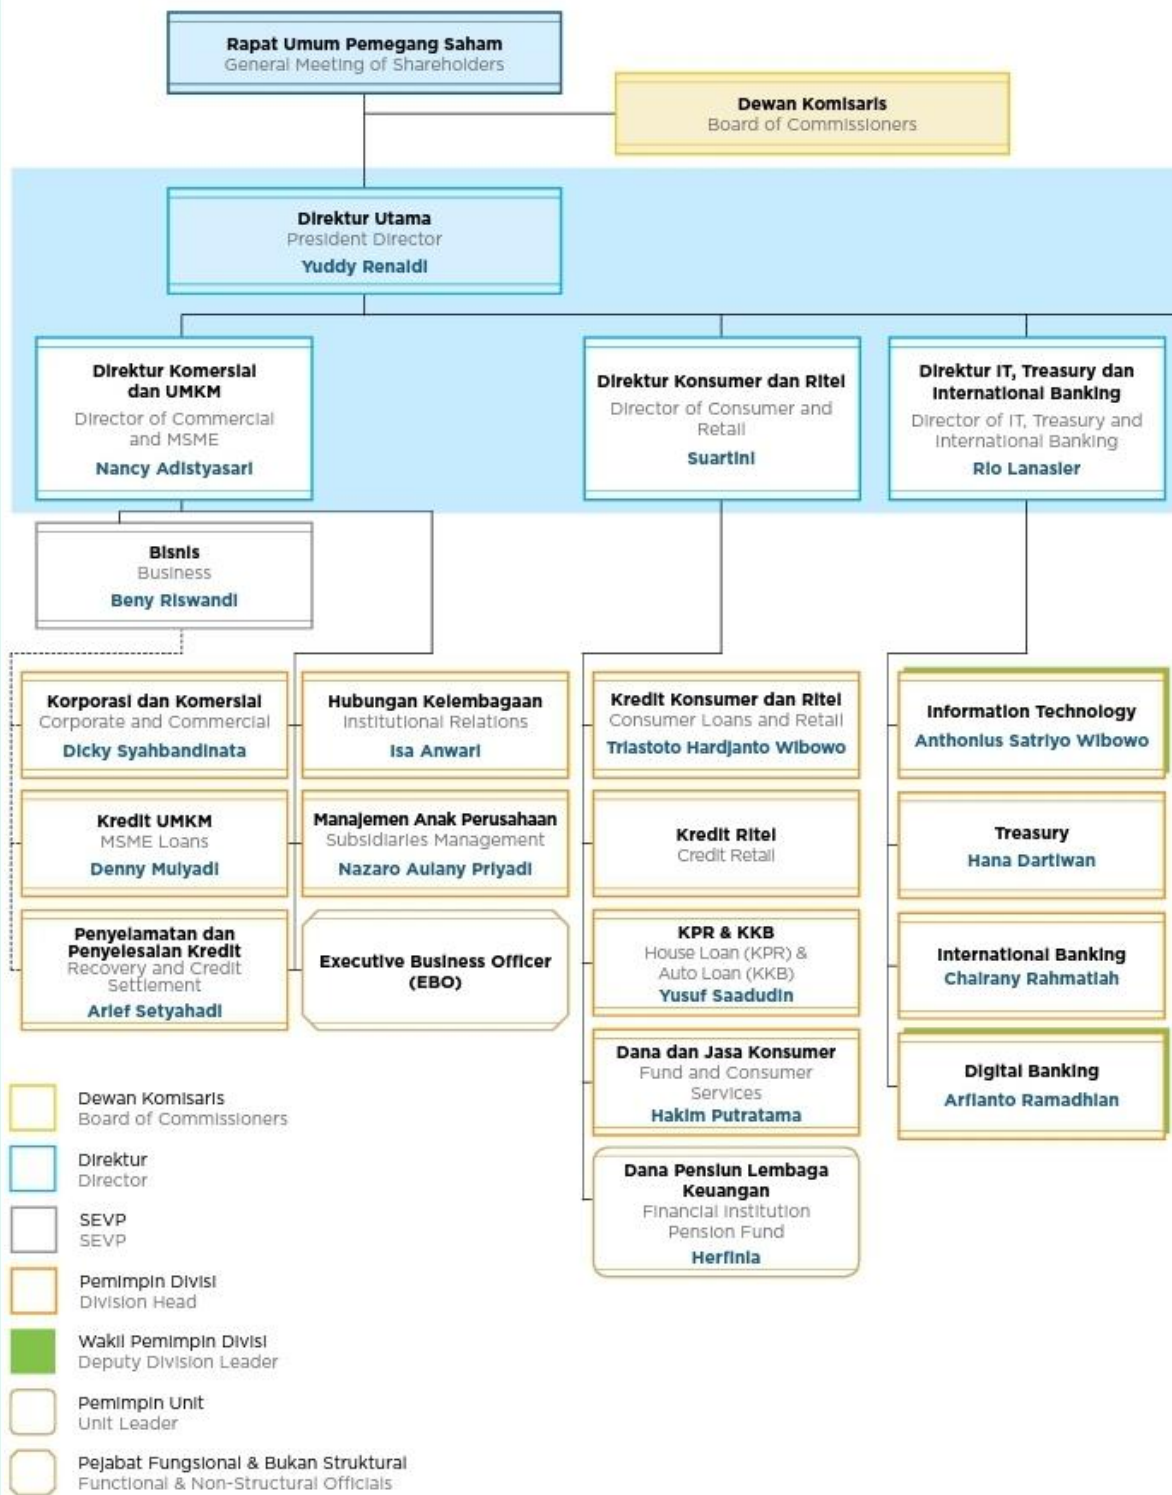 Rapat Umum Pemegang Saham
General Meeting of Shareholders
Dewan Komisaris
Board of Commissioners
Direktur Utama
President Director
Yuddy Renaldi
Direktur Komersial
dan UMKM
Director of Commercial
and MSME
Nancy Adistyasari
Direktur Konsumer dan Ritel
Director of Consumer and
Retail
Suartini
Direktur IT, Treasury dan
International Banking
Director of IT, Treasury and
International Banking
Rio Lanasier
Bisnis
Business
Beny Riswandi
Korporasi dan Komersial
Corporate and Commercial
Dicky Syahbandinata
Hubungan Kelembagaan
Institutional Relations
Isa Anwari
Kredit Konsumer dan Ritel
Consumer Loans and Retail
Triastoto Hardjanto Wibowo
Information Technology
Anthonius Satriyo Wibowo
Kredit UMKM
MSME Loans
Denny Mulyadi
Manajemen Anak Perusahaan
Subsidiaries Management
Nazaro Aulany Priyadi
Kredit Ritel
Credit Retail
Treasury
Hana Dartiwan
Penyelamatan dan
Penyelesaian Kredit
Recovery and Credit
Settlement
Arief Setyahadi
Executive Business Officer
(EBO)
KPR & KKB
House Loan (KPR) &
Auto Loan (KKB)
Yusuf Saadudin
International Banking
Chairany Rahmatiah
Dana dan Jasa Konsumer
Fund and Consumer
Services
Hakim Putratama
Digital Banking
Arfianto Ramadhian
Dana Pensiun Lembaga
Keuangan
Financial Institution
Pension Fund
Herfinia
Dewan Komisaris
Board of Commissioners
Direktur
Director
SEVP
SEVP
Pemimpin Divisi
Division Head
Wakil Pemimpin Divisi
Deputy Division Leader
Pemimpin Unit
Unit Leader
Pejabat Fungsional & Bukan Struktural
Functional & Non-Structural Officials